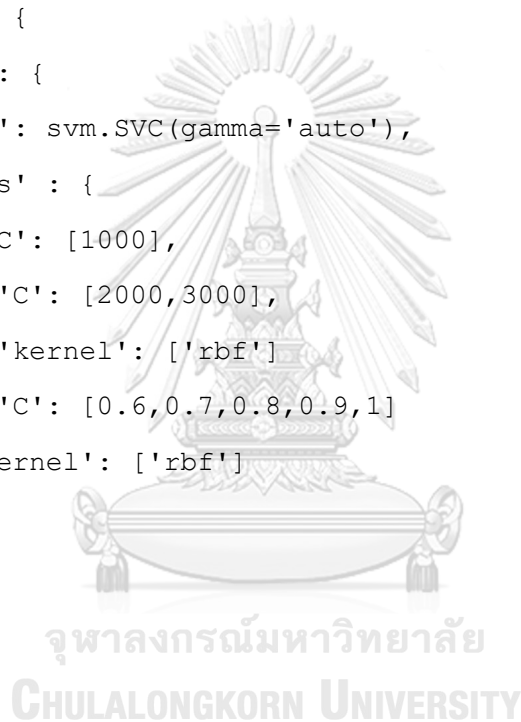 {
: {
': svm.SVC(gamma='auto'),
s' : {
C': [1000],
'C': [2000,3000],
'kernel': ['rbf']
'C': [0.6,0.7,0.8,0.9,1]
ernel': ['rbf']
จุฬาลงกรณ์มหาวิทยาลัย
CHULALONGKORN UNIVERSITY